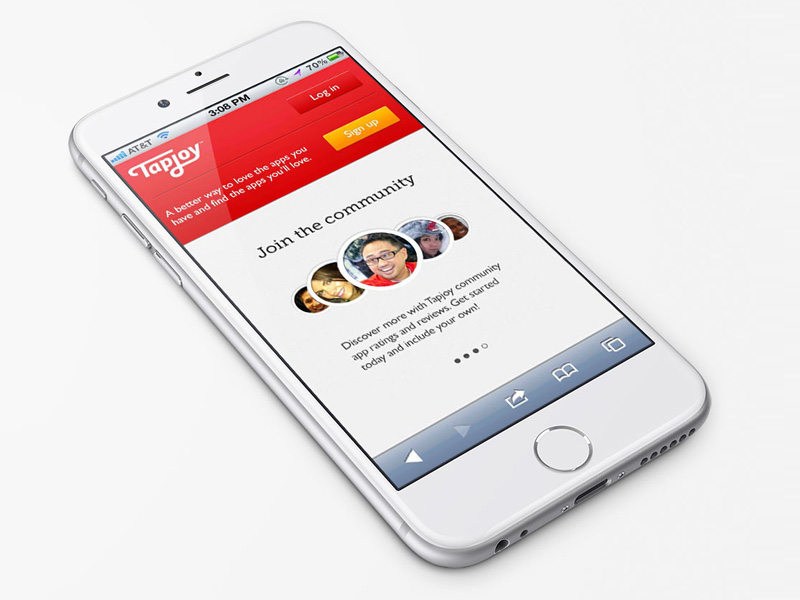 AT&T 3:08 PM 70%
Tapjoy™
Log in
Sign up
A better way to love the apps you
have and find the apps you'll love.
Join the community
Discover more with Tapjoy community
app ratings and reviews. Get started
today and include your own!